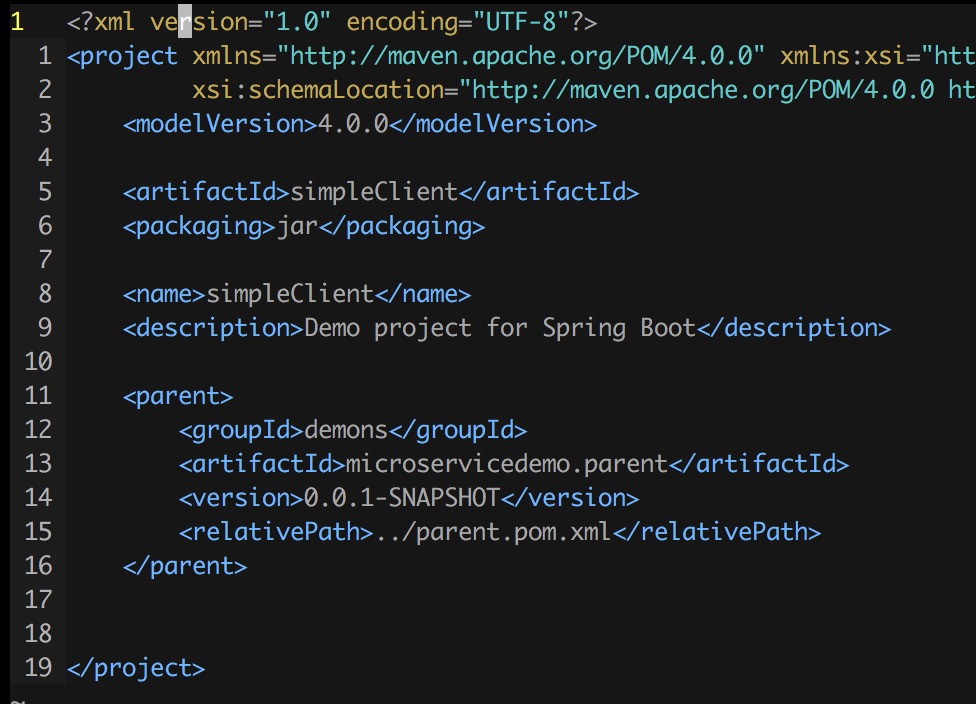 1 <?xml version="1.0" encoding="UTF-8"?>
1 <project xmlns="http://maven.apache.org/POM/4.0.0" xmlns:xsi="htt
2 xsi:schemaLocation="http://maven.apache.org/POM/4.0.0 ht
3 <modelVersion>4.0.0</modelVersion>
4
5 <artifactId>simpleClient</artifactId>
6 <packaging>jar</packaging>
7
8 <name>simpleClient</name>
9 <description>Demo project for Spring Boot</description>
10
11 <parent>
12 <groupId>demons</groupId>
13 <artifactId>microservicedemo.parent</artifactId>
14 <version>0.0.1-SNAPSHOT</version>
15 <relativePath>../parent.pom.xml</relativePath>
16 </parent>
17
18
19 </project>
~